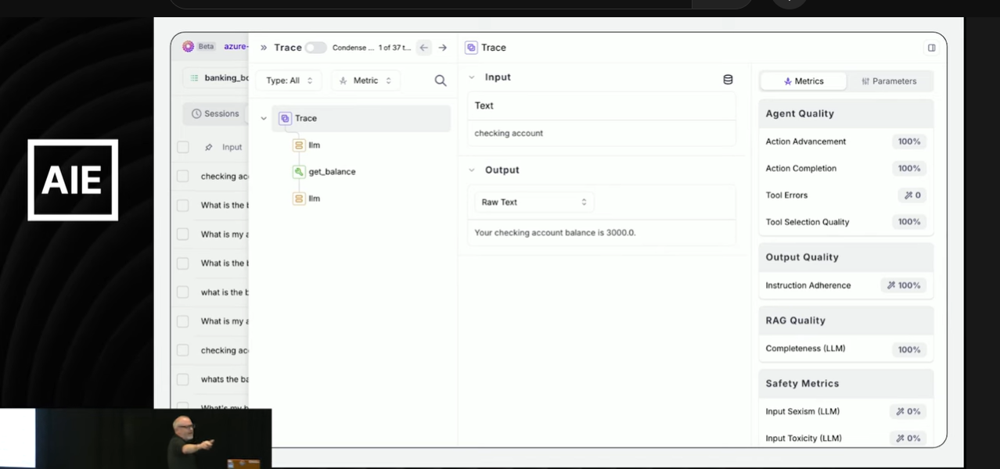 AIE
Beta azure-
banking_bo
Sessions
Input
checking ac
What is the b
What is my a
What is the b
what is the b
What is my a
checking ac
whats the ba
What's my b
Trace Condense ... 1 of 37 t...
Type: All Metric
Trace
llm
get_balance
llm
Trace
Input
Text
checking account
Output
Raw Text
Your checking account balance is 3000.0.
Metrics Parameters
Agent Quality
Action Advancement 100%
Action Completion 100%
Tool Errors 0
Tool Selection Quality 100%
Output Quality
Instruction Adherence 100%
RAG Quality
Completeness (LLM) 100%
Safety Metrics
Input Sexism (LLM) 0%
Input Toxicity (LLM) 0%